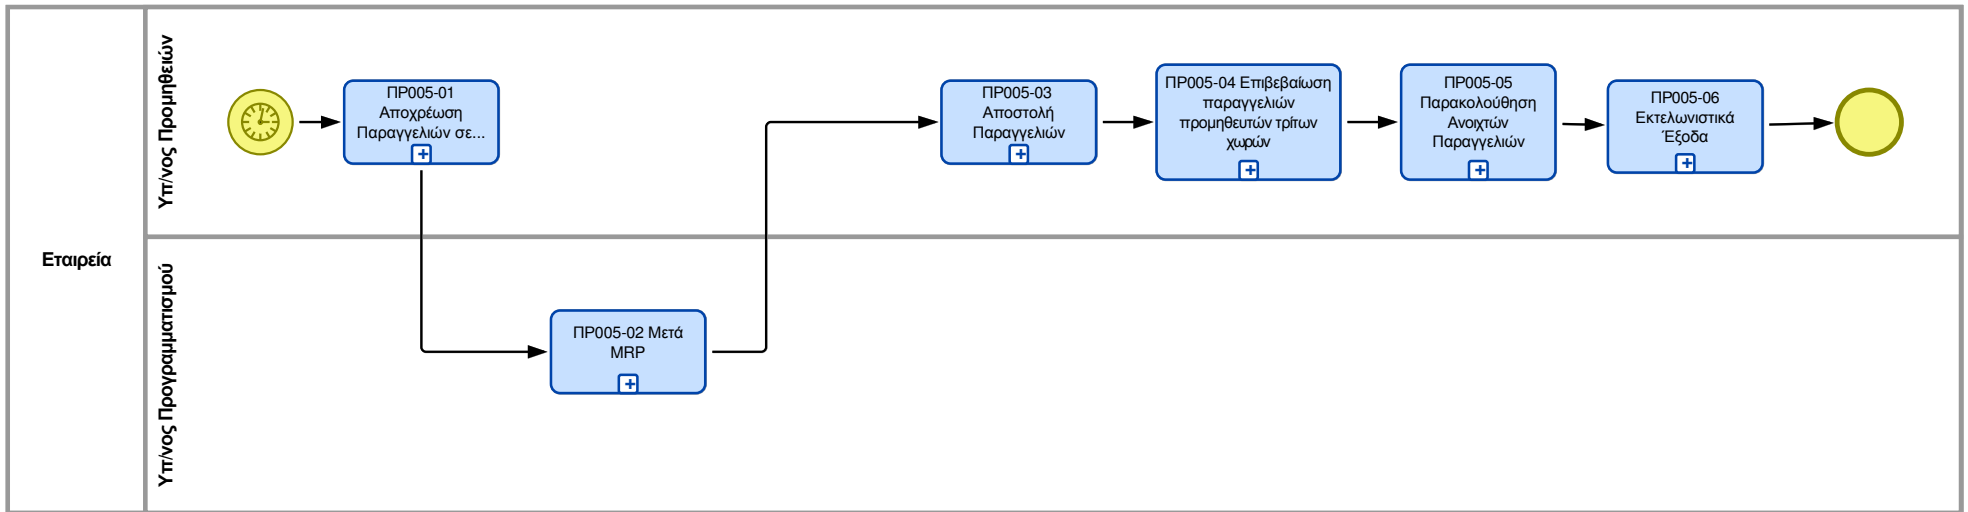 Εταιρεία
Υπ/νος Προμηθειών
ΠΡ005-01
Αποχρέωση
Παραγγελιών σε...
ΠΡ005-03
Αποστολή
Παραγγελιών
ΠΡ005-04 Επιβεβαίωση
παραγγελιών
προμηθευτών τρίτων
χωρών
ΠΡ005-05
Παρακολούθηση
Ανοιχτών
Παραγγελιών
ΠΡ005-06
Εκτελωνιστικά
Έξοδα
Υπ/νος Προγραμματισμού
ΠΡ005-02 Μετά
MRP